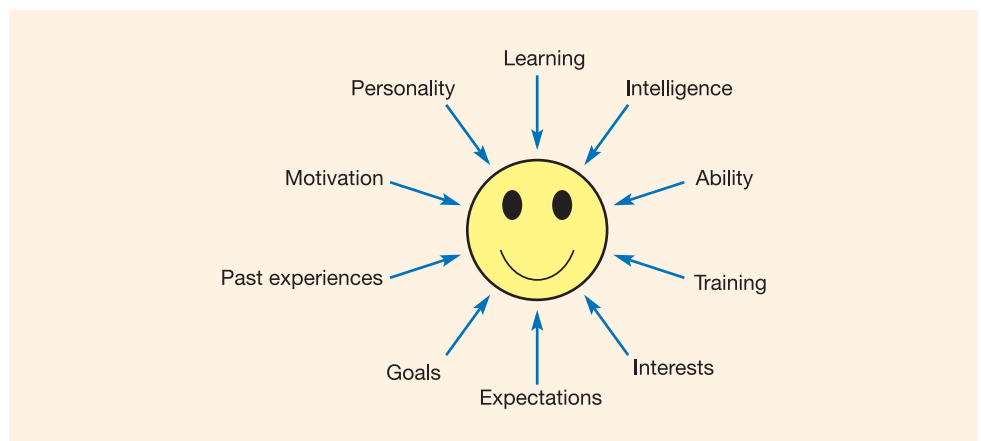 Learning
Personality
Intelligence
Motivation
Ability
Past experiences
Training
Goals
Interests
Expectations